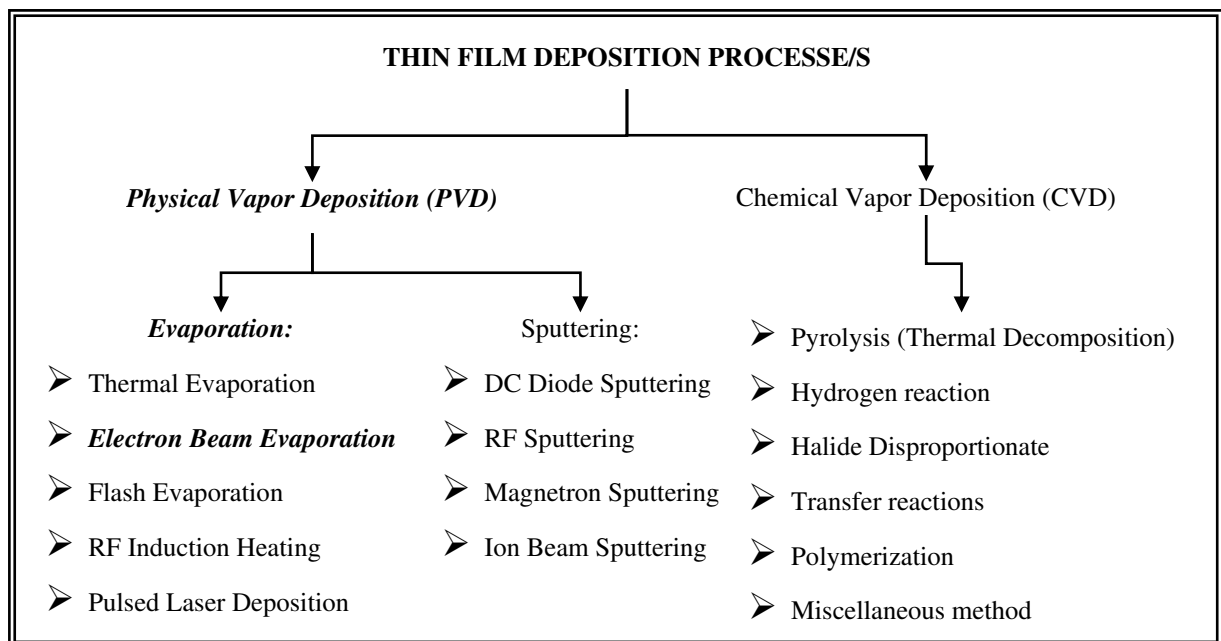 THIN FILM DEPOSITION PROCESSE/S
Physical Vapor Deposition (PVD)
Chemical Vapor Deposition (CVD)
Evaporation:
Thermal Evaporation
Electron Beam Evaporation
Flash Evaporation
RF Induction Heating
Pulsed Laser Deposition
Sputtering:
DC Diode Sputtering
RF Sputtering
Magnetron Sputtering
Ion Beam Sputtering
Pyrolysis (Thermal Decomposition)
Hydrogen reaction
Halide Disproportionate
Transfer reactions
Polymerization
Miscellaneous method